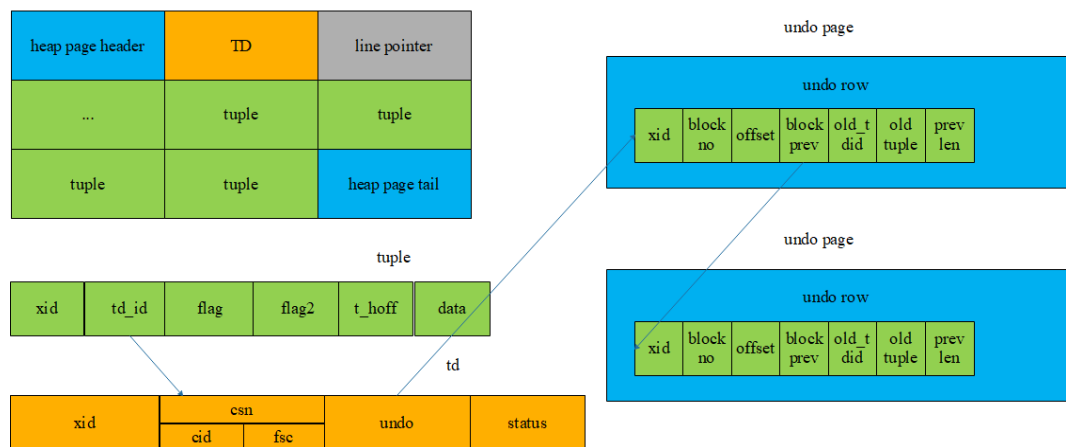 heap page header
TD
line pointer
...
tuple
tuple
tuple
tuple
heap page tail
tuple
xid
td_id
flag
flag2
t_hoff
data
td
xid
csn
cid
fsc
undo
status
undo page
undo row
xid
block
no
offset
block
prev
old_t
did
old
tuple
prev
len
undo page
undo row
xid
block
no
offset
block
prev
old_t
did
old
tuple
prev
len